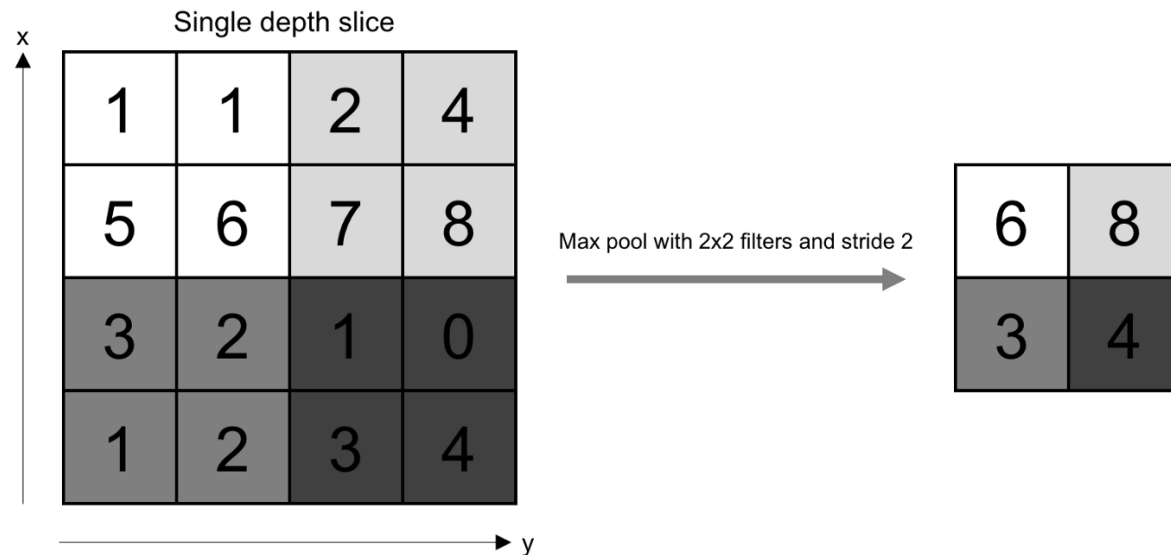 Single depth slice
x
1 1 2 4
5 6 7 8
3 2 1 0
1 2 3 4
y
Max pool with 2x2 filters and stride 2
6 8
3 4